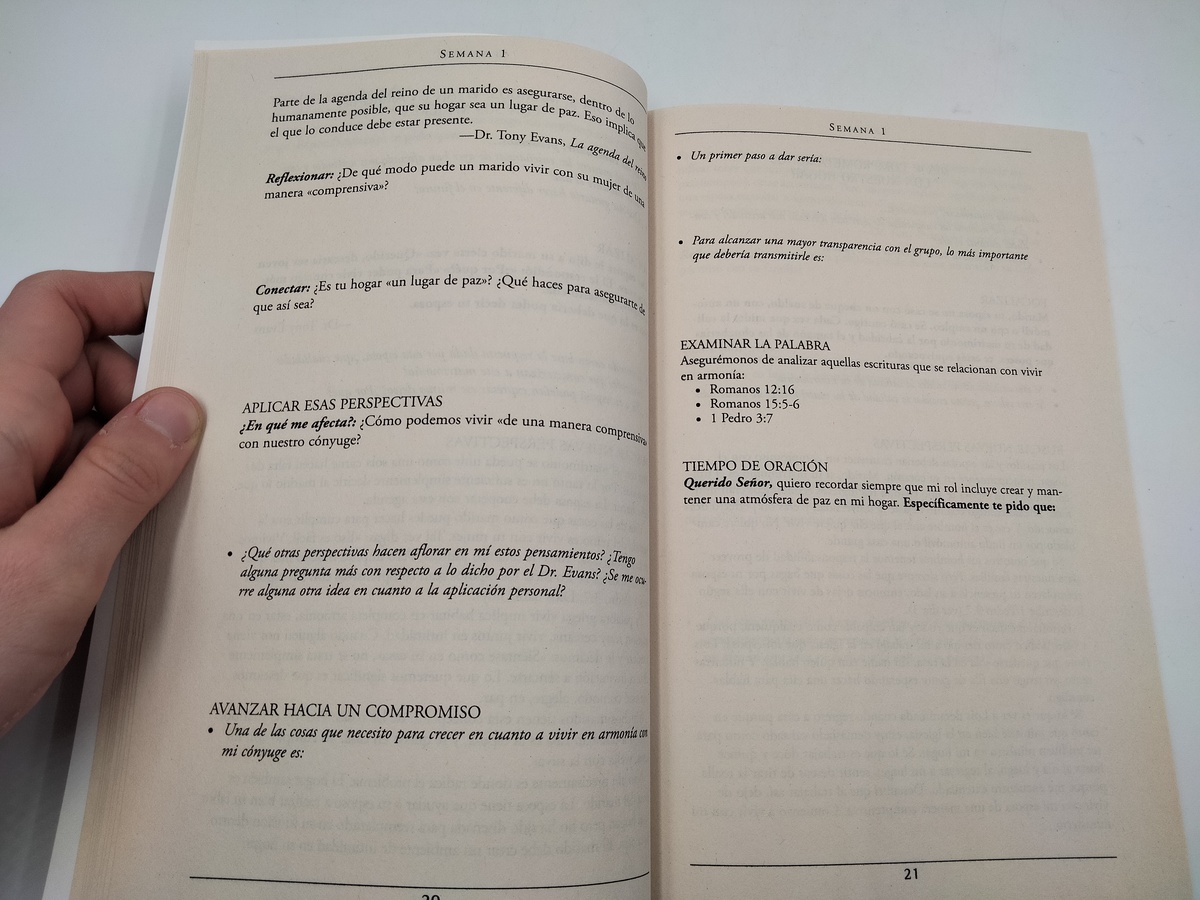 SEMANA 1
Parte de la agenda del reino de un marido es asegurarse, dentro de lo
humanamente posible, que su hogar sea un lugar de paz. Eso implica que
el que lo conduce debe estar presente.
—Dr. Tony Evans, La agenda del reino
Reflexionar: ¿De qué modo puede un marido vivir con su mujer de una
manera «comprensiva»?
Conectar: ¿Es tu hogar «un lugar de paz»? ¿Qué haces para asegurarte de
que así sea?
APLICAR ESAS PERSPECTIVAS
¿En qué me afecta?: ¿Cómo podemos vivir «de una manera comprensiva»
con nuestro cónyuge?
• ¿Qué otras perspectivas hacen aflorar en mí estos pensamientos? ¿Tengo
alguna pregunta más con respecto a lo dicho por el Dr. Evans? ¿Se me ocu-
rre alguna otra idea en cuanto a la aplicación personal?
AVANZAR HACIA UN COMPROMISO
• Una de las cosas que necesito para crecer en cuanto a vivir en armonía con
mi cónyuge es:
20
SEMANA 1
• Un primer paso a dar sería:
• Para alcanzar una mayor transparencia con el grupo, lo más importante
que debería transmitirle es:
EXAMINAR LA PALABRA
Asegurémonos de analizar aquellas escrituras que se relacionan con vivir
en armonía:
• Romanos 12:16
• Romanos 15:5-6
• 1 Pedro 3:7
TIEMPO DE ORACIÓN
Querido Señor, quiero recordar siempre que mi rol incluye crear y man-
tener una atmósfera de paz en mi hogar. Específicamente te pido que:
21